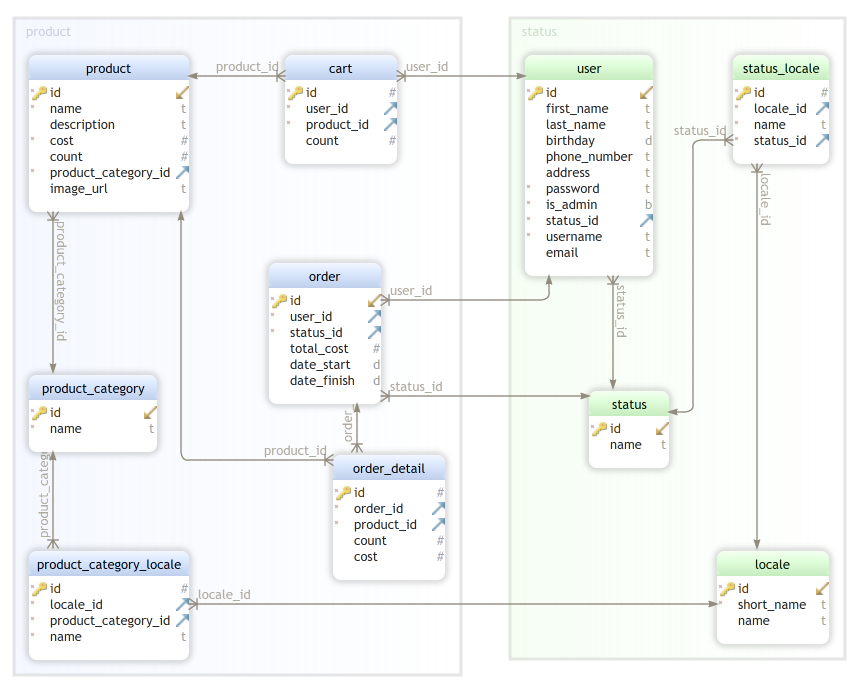 product
product
id
name t
description t
cost #
count #
product_category_id
image_url t
product_id
cart
id #
user_id
product_id
count #
user_id
product_category_id
order
id
user_id
status_id
total_cost #
date_start d
date_finish d
user_id
status_id
product_category
id
name t
order_
product_id
order_detail
id #
order_id
product_id
count #
cost #
product_categ
product_category_locale
id #
locale_id
product_category_id
name t
locale_id
status
user
id
first_name t
last_name t
birthday d
phone_number t
address t
password t
is_admin b
status_id
username t
email t
status_id
status_locale
id #
locale_id
name t
status_id
status_id
locale_id
status
id
name t
locale
id
short_name t
name t